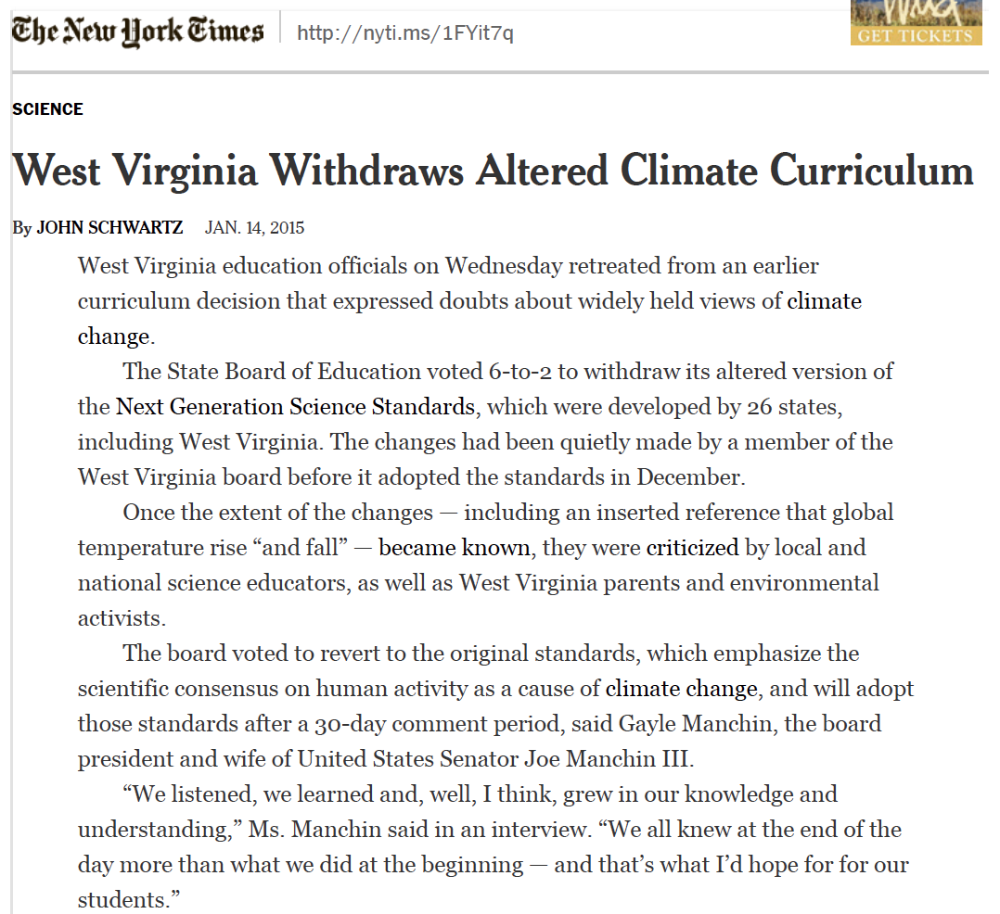 The New York Times
http://nyti.ms/1FYit7q
GET TICKETS
SCIENCE
West Virginia Withdraws Altered Climate Curriculum
By JOHN SCHWARTZ JAN. 14, 2015
West Virginia education officials on Wednesday retreated from an earlier
curriculum decision that expressed doubts about widely held views of climate
change.
The State Board of Education voted 6-to-2 to withdraw its altered version of
the Next Generation Science Standards, which were developed by 26 states,
including West Virginia. The changes had been quietly made by a member of the
West Virginia board before it adopted the standards in December.
Once the extent of the changes — including an inserted reference that global
temperature rise “and fall” — became known, they were criticized by local and
national science educators, as well as West Virginia parents and environmental
activists.
The board voted to revert to the original standards, which emphasize the
scientific consensus on human activity as a cause of climate change, and will adopt
those standards after a 30-day comment period, said Gayle Manchin, the board
president and wife of United States Senator Joe Manchin III.
“We listened, we learned and, well, I think, grew in our knowledge and
understanding,” Ms. Manchin said in an interview. “We all knew at the end of the
day more than what we did at the beginning — and that’s what I’d hope for for our
students.”